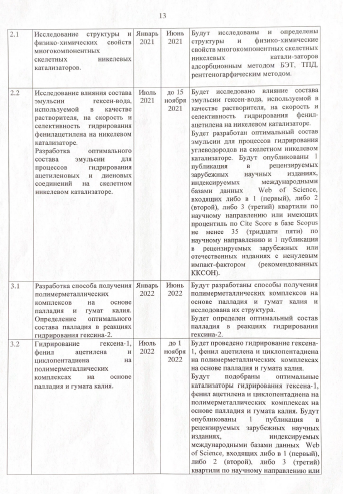 13
2.1
Исследование структуры и
физико-химических свойств
многокомпонентных
скелетных никелевых
катализаторов.
Январь
2021
Июнь
2021
Будут исследованы и определены
структуры и физико-химические
свойств многокомпонентных скелетных
никелевых катали-заторов
адсорбционным методом БЭТ, ТПД,
рентгенографическим методом.
2.2
Исследование влияния состава
эмульсии гексен-вода,
используемой в качестве
растворителя, на скорость и
селективность гидрирования
фенилацетилена на никелевом
катализаторе.
Разработка оптимального
состава эмульсии для
процессов гидрирования
ацетиленовых и диеновых
соединений на скелетном
никелевом катализаторе.
Июль
2021
до 15
ноября
2021
Будет исследовано влияние состава
эмульсии гексен-вода, используемой в
качестве растворителя, на скорость и
селективность гидрирования фенил-
ацетилена на никелевом катализаторе.
Будет разработан оптимальный состав
эмульсии для процессов гидрирования
углеводородов на скелетном никелевом
катализаторе. Будут опубликованы 1
публикация в рецензируемых
зарубежных научных изданиях,
индексируемых международными
базами данных Web of Science,
входящих либо в 1 (первый), либо 2
(второй), либо 3 (третий) квартили по
научному направлению или имеющих
процентиль по Cite Score в базе Scopus
не менее 35 (тридцати пяти) по
научному направлению и 1 публикация
в рецензируемых зарубежных или
отечественных изданиях с ненулевым
импакт-фактором (рекомендованных
ККСОН).
3.1
Разработка способа получения
полимерметаллических
комплексов на основе
палладия и гумат калия.
Определение оптимального
состава палладия в реакциях
гидрирования гексина-2.
Январь
2022
Июнь
2022
Будут разработаны способы получения
полимерметаллических комплексов на
основе палладия и гумата калия и
исследована их структура.
Будет определен оптимальный состав
палладия в реакциях гидрирования
гексина-2.
3.2
Гидрирование гексена-1,
фенил ацетилена и
циклопентадиена на
полимерметаллических
комплексах на основе
палладия и гумата калия.
Июль
2022
до 1
ноября
2022
Будет проведено гидрирование гексена-
1, фенил ацетилена и циклопентадиена
на полимерметаллических комплексах
на основе палладия и гумата калия.
Будут подобраны оптимальные
катализаторы гидрирования гексена-1,
фенил ацетилена и циклопентадиена на
полимерметаллических комплексах на
основе палладия и гумата калия. Будут
опубликованы 1 публикация в
рецензируемых зарубежных научных
изданиях, индексируемых
международными базами данных Web
of Science, входящих либо в 1 (первый),
либо 2 (второй), либо 3 (третий)
квартили по научному направлению или